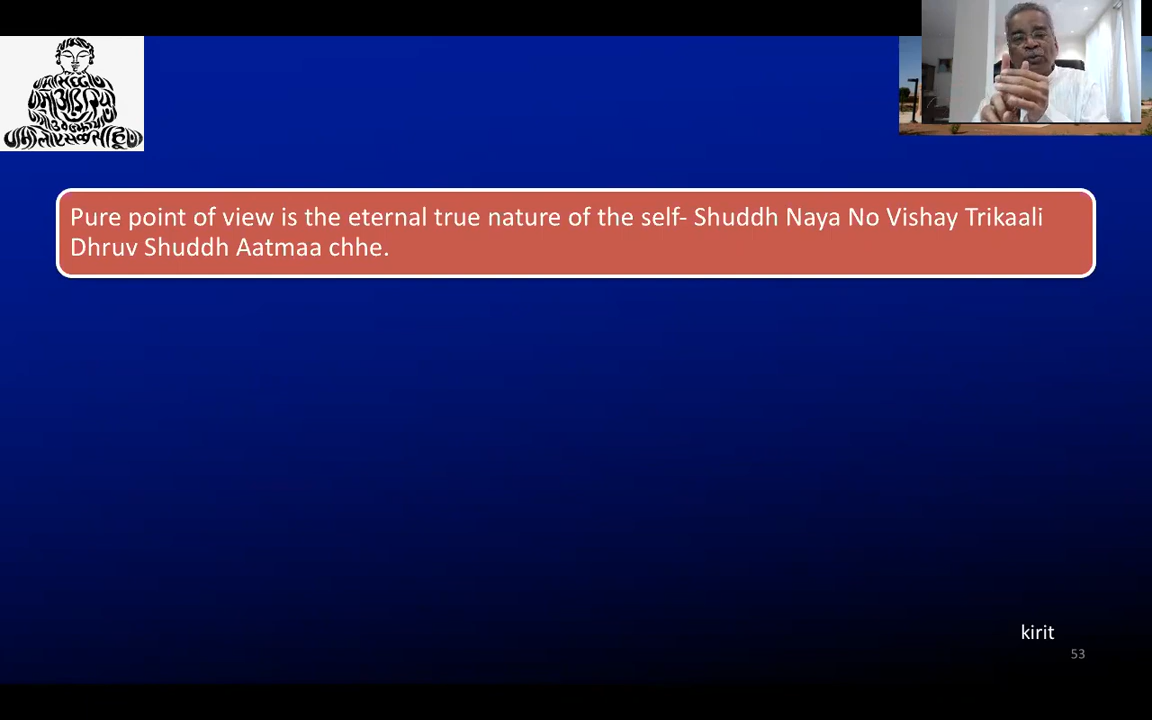 Pure point of view is the eternal true nature of the self- Shuddh Naya No Vishay Trikaali
Dhruv Shuddh Aatmaa chhe.
kirit
53